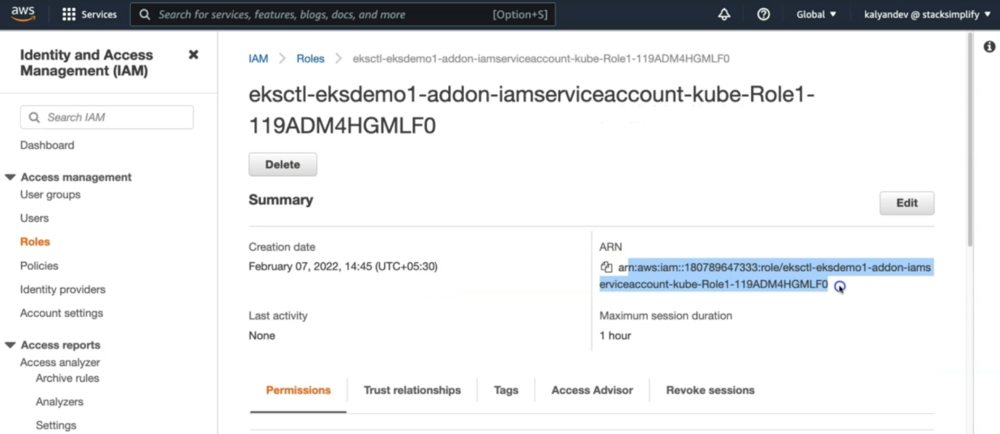 aws
Services
Search for services, features, blogs, docs, and more
[Option+S]
Global ▼
kalyandev @ stacksimplify ▼
Identity and Access
Management (IAM)
Search IAM
Dashboard
Access management
User groups
Users
Roles
Policies
Identity providers
Account settings
Access reports
Access analyzer
Archive rules
Analyzers
Settings
IAM > Roles > eksctl-eksdemo1-addon-iamserviceaccount-kube-Role1-119ADM4HGMLF0
eksctl-eksdemo1-addon-iamserviceaccount-kube-Role1-
119ADM4HGMLF0
Delete
Summary
Edit
Creation date
February 07, 2022, 14:45 (UTC+05:30)
ARN
arn:aws:iam::180789647333:role/eksctl-eksdemo1-addon-iams
erviceaccount-kube-Role1-119ADM4HGMLF0
Last activity
None
Maximum session duration
1 hour
Permissions
Trust relationships
Tags
Access Advisor
Revoke sessions